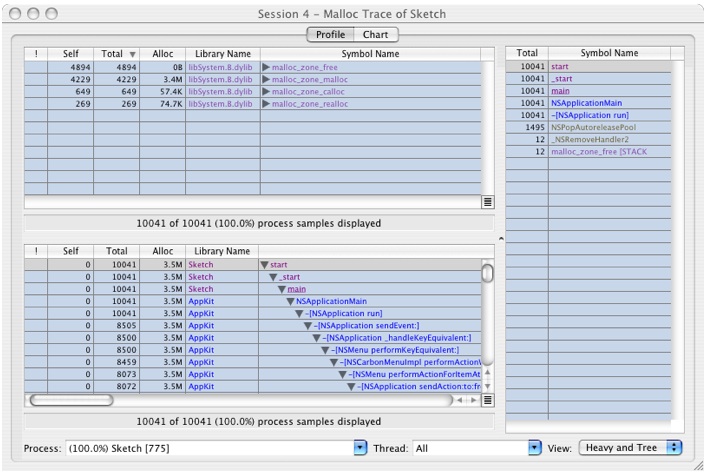 Session 4 - Malloc Trace of Sketch
Profile Chart
! Self Total Alloc Library Name Symbol Name
4894 4894 0B libSystem.B.dylib malloc_zone_free
4229 4229 3.4M libSystem.B.dylib malloc_zone_malloc
649 649 57.4K libSystem.B.dylib malloc_zone_calloc
269 269 74.7K libSystem.B.dylib malloc_zone_realloc
10041 of 10041 (100.0%) process samples displayed
! Self Total Alloc Library Name
0 10041 3.5M Sketch start
0 10041 3.5M Sketch _start
0 10041 3.5M Sketch main
0 10041 3.5M AppKit NSApplicationMain
0 10041 3.5M AppKit -[NSApplication run]
0 8505 3.5M AppKit -[NSApplication sendEvent:]
0 8500 3.5M AppKit -[NSApplication _handleKeyEquivalent:]
0 8500 3.5M AppKit -[NSMenu performKeyEquivalent:]
0 8459 3.5M AppKit -[NSCarbonMenuImpl performActionW
0 8073 3.5M AppKit -[NSMenu performActionForItemAt
0 8072 3.5M AppKit -[NSApplication sendAction:to:fr
10041 of 10041 (100.0%) process samples displayed
Total Symbol Name
10041 start
10041 _start
10041 main
10041 NSApplicationMain
10041 -[NSApplication run]
1495 NSPopAutoreleasePool
12 _NSRemoveHandler2
12 malloc_zone_free [STACK
Process: (100.0%) Sketch [775] Thread: All View: Heavy and Tree